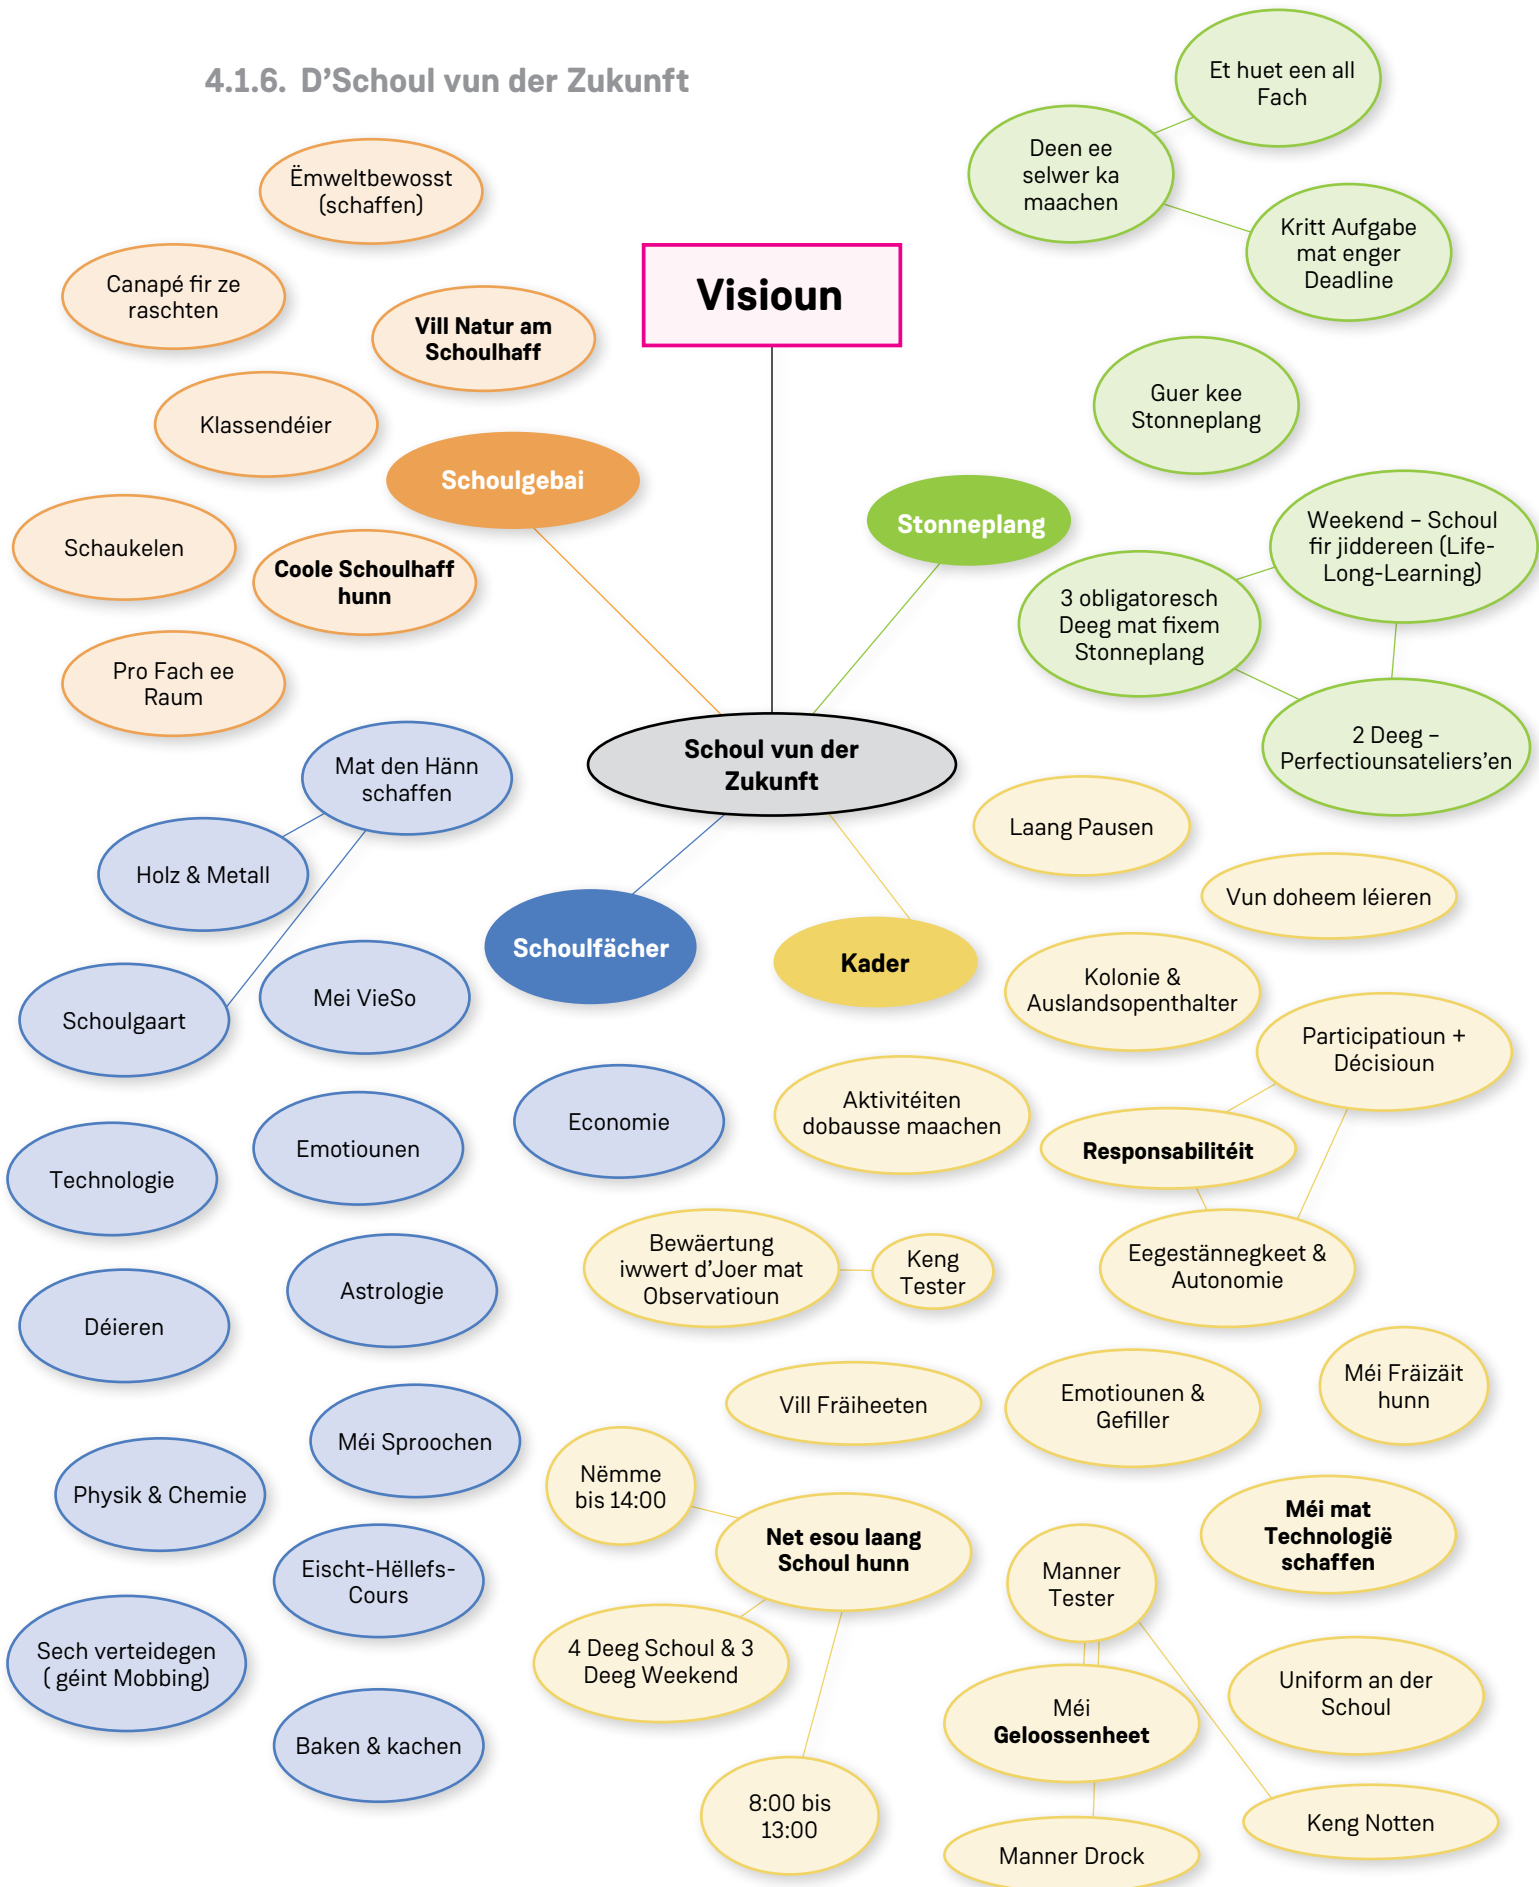 4.1.6. D'Schoul vun der Zukunft
Visioun
Schoul vun der
Zukunft
Schoulgebai
Ëmweltbewosst
(schaffen)
Canapé fir ze
raschten
Vill Natur am
Schoulhaff
Klassendéier
Schaukelen
Coole Schoulhaff
hunn
Pro Fach ee
Raum
Stonneplang
Et huet een all
Fach
Deen ee
selwer ka
maachen
Kritt Aufgabe
mat enger
Deadline
Guer kee
Stonneplang
Weekend – Schoul
fir jiddereen (Life-
Long-Learning)
3 obligatoresch
Deeg mat fixem
Stonneplang
2 Deeg –
Perfectiounsateliers'en
Schoulfächer
Mat den Hänn
schaffen
Holz & Metall
Schoulgaart
Mei VieSo
Economie
Technologie
Emotiounen
Déieren
Astrologie
Méi Sproochen
Physik & Chemie
Eischt-Hëllefs-
Cours
Sech verteidegen
( géint Mobbing)
Baken & kachen
Kader
Laang Pausen
Vun doheem léieren
Kolonie &
Auslandsopenthalter
Participatioun +
Décisioun
Aktivitéiten
dobausse maachen
Responsabilitéit
Eegestännegkeet &
Autonomie
Bewäertung
iwwert d'Joer mat
Observatioun
Keng
Tester
Vill Fräiheeten
Emotiounen &
Gefiller
Méi Fräizäit
hunn
Nëmme
bis 14:00
Net esou laang
Schoul hunn
4 Deeg Schoul & 3
Deeg Weekend
8:00 bis
13:00
Méi mat
Technologië
schaffen
Manner
Tester
Méi
Geloossenheet
Manner Drock
Uniform an der
Schoul
Keng Notten